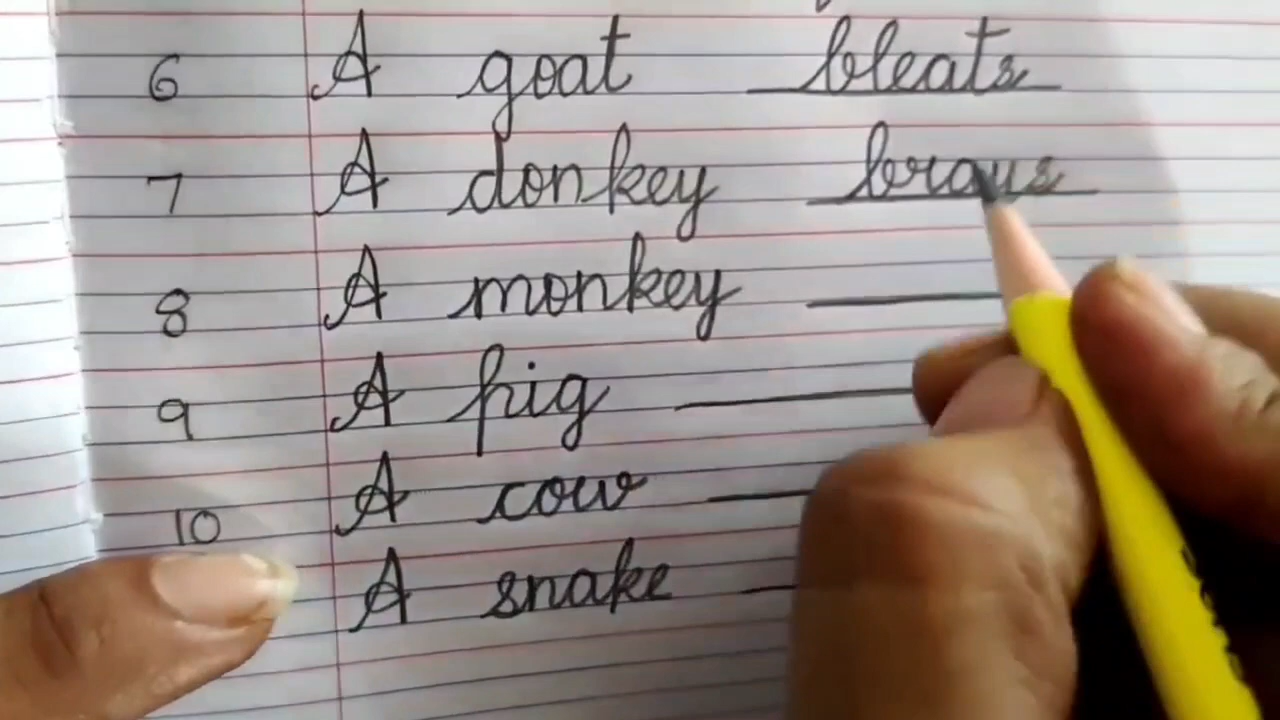 6 A goat bleats
7 A donkey brays
8 A monkey
9 A pig
10 A cow
A snake